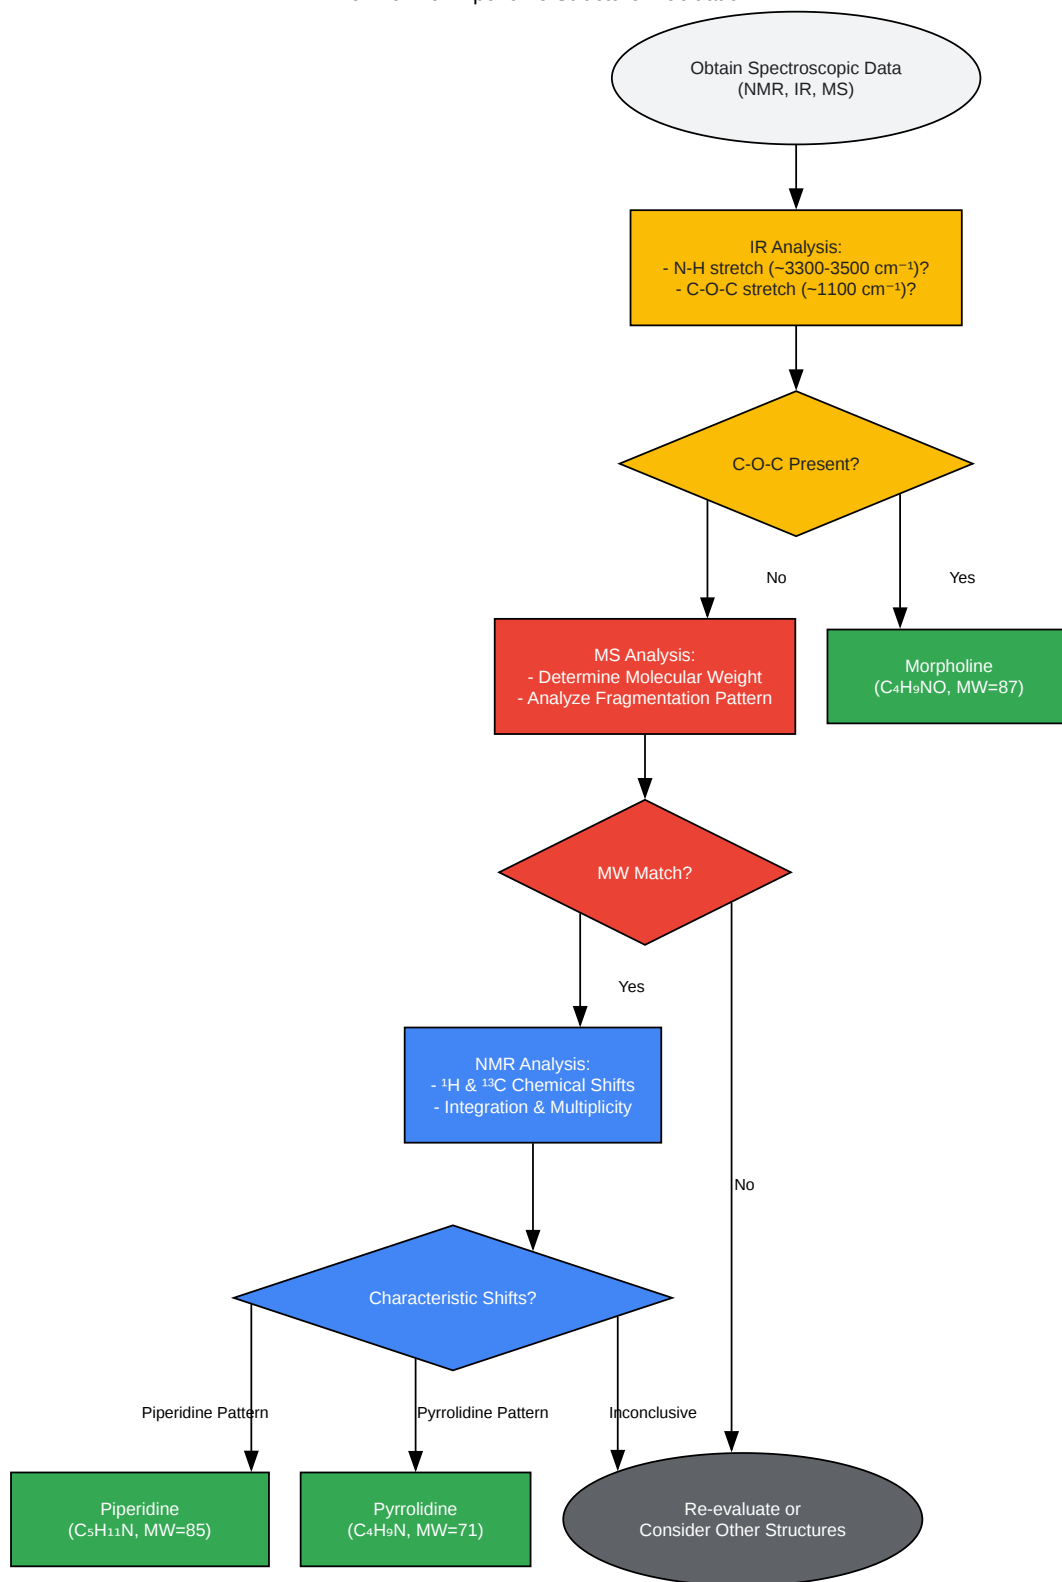 Obtain Spectroscopic Data
(NMR, IR, MS)
IR Analysis:
- N-H stretch (~3300-3500 cm⁻¹)?
- C-O-C stretch (~1100 cm⁻¹)?
C-O-C Present?
No
Yes
MS Analysis:
- Determine Molecular Weight
- Analyze Fragmentation Pattern
Morpholine
(C₄H₉NO, MW=87)
MW Match?
Yes
NMR Analysis:
- ¹H & ¹³C Chemical Shifts
- Integration & Multiplicity
No
Characteristic Shifts?
Piperidine Pattern
Pyrrolidine Pattern
Inconclusive
Piperidine
(C₅H₁₁N, MW=85)
Pyrrolidine
(C₄H₉N, MW=71)
Re-evaluate or
Consider Other Structures